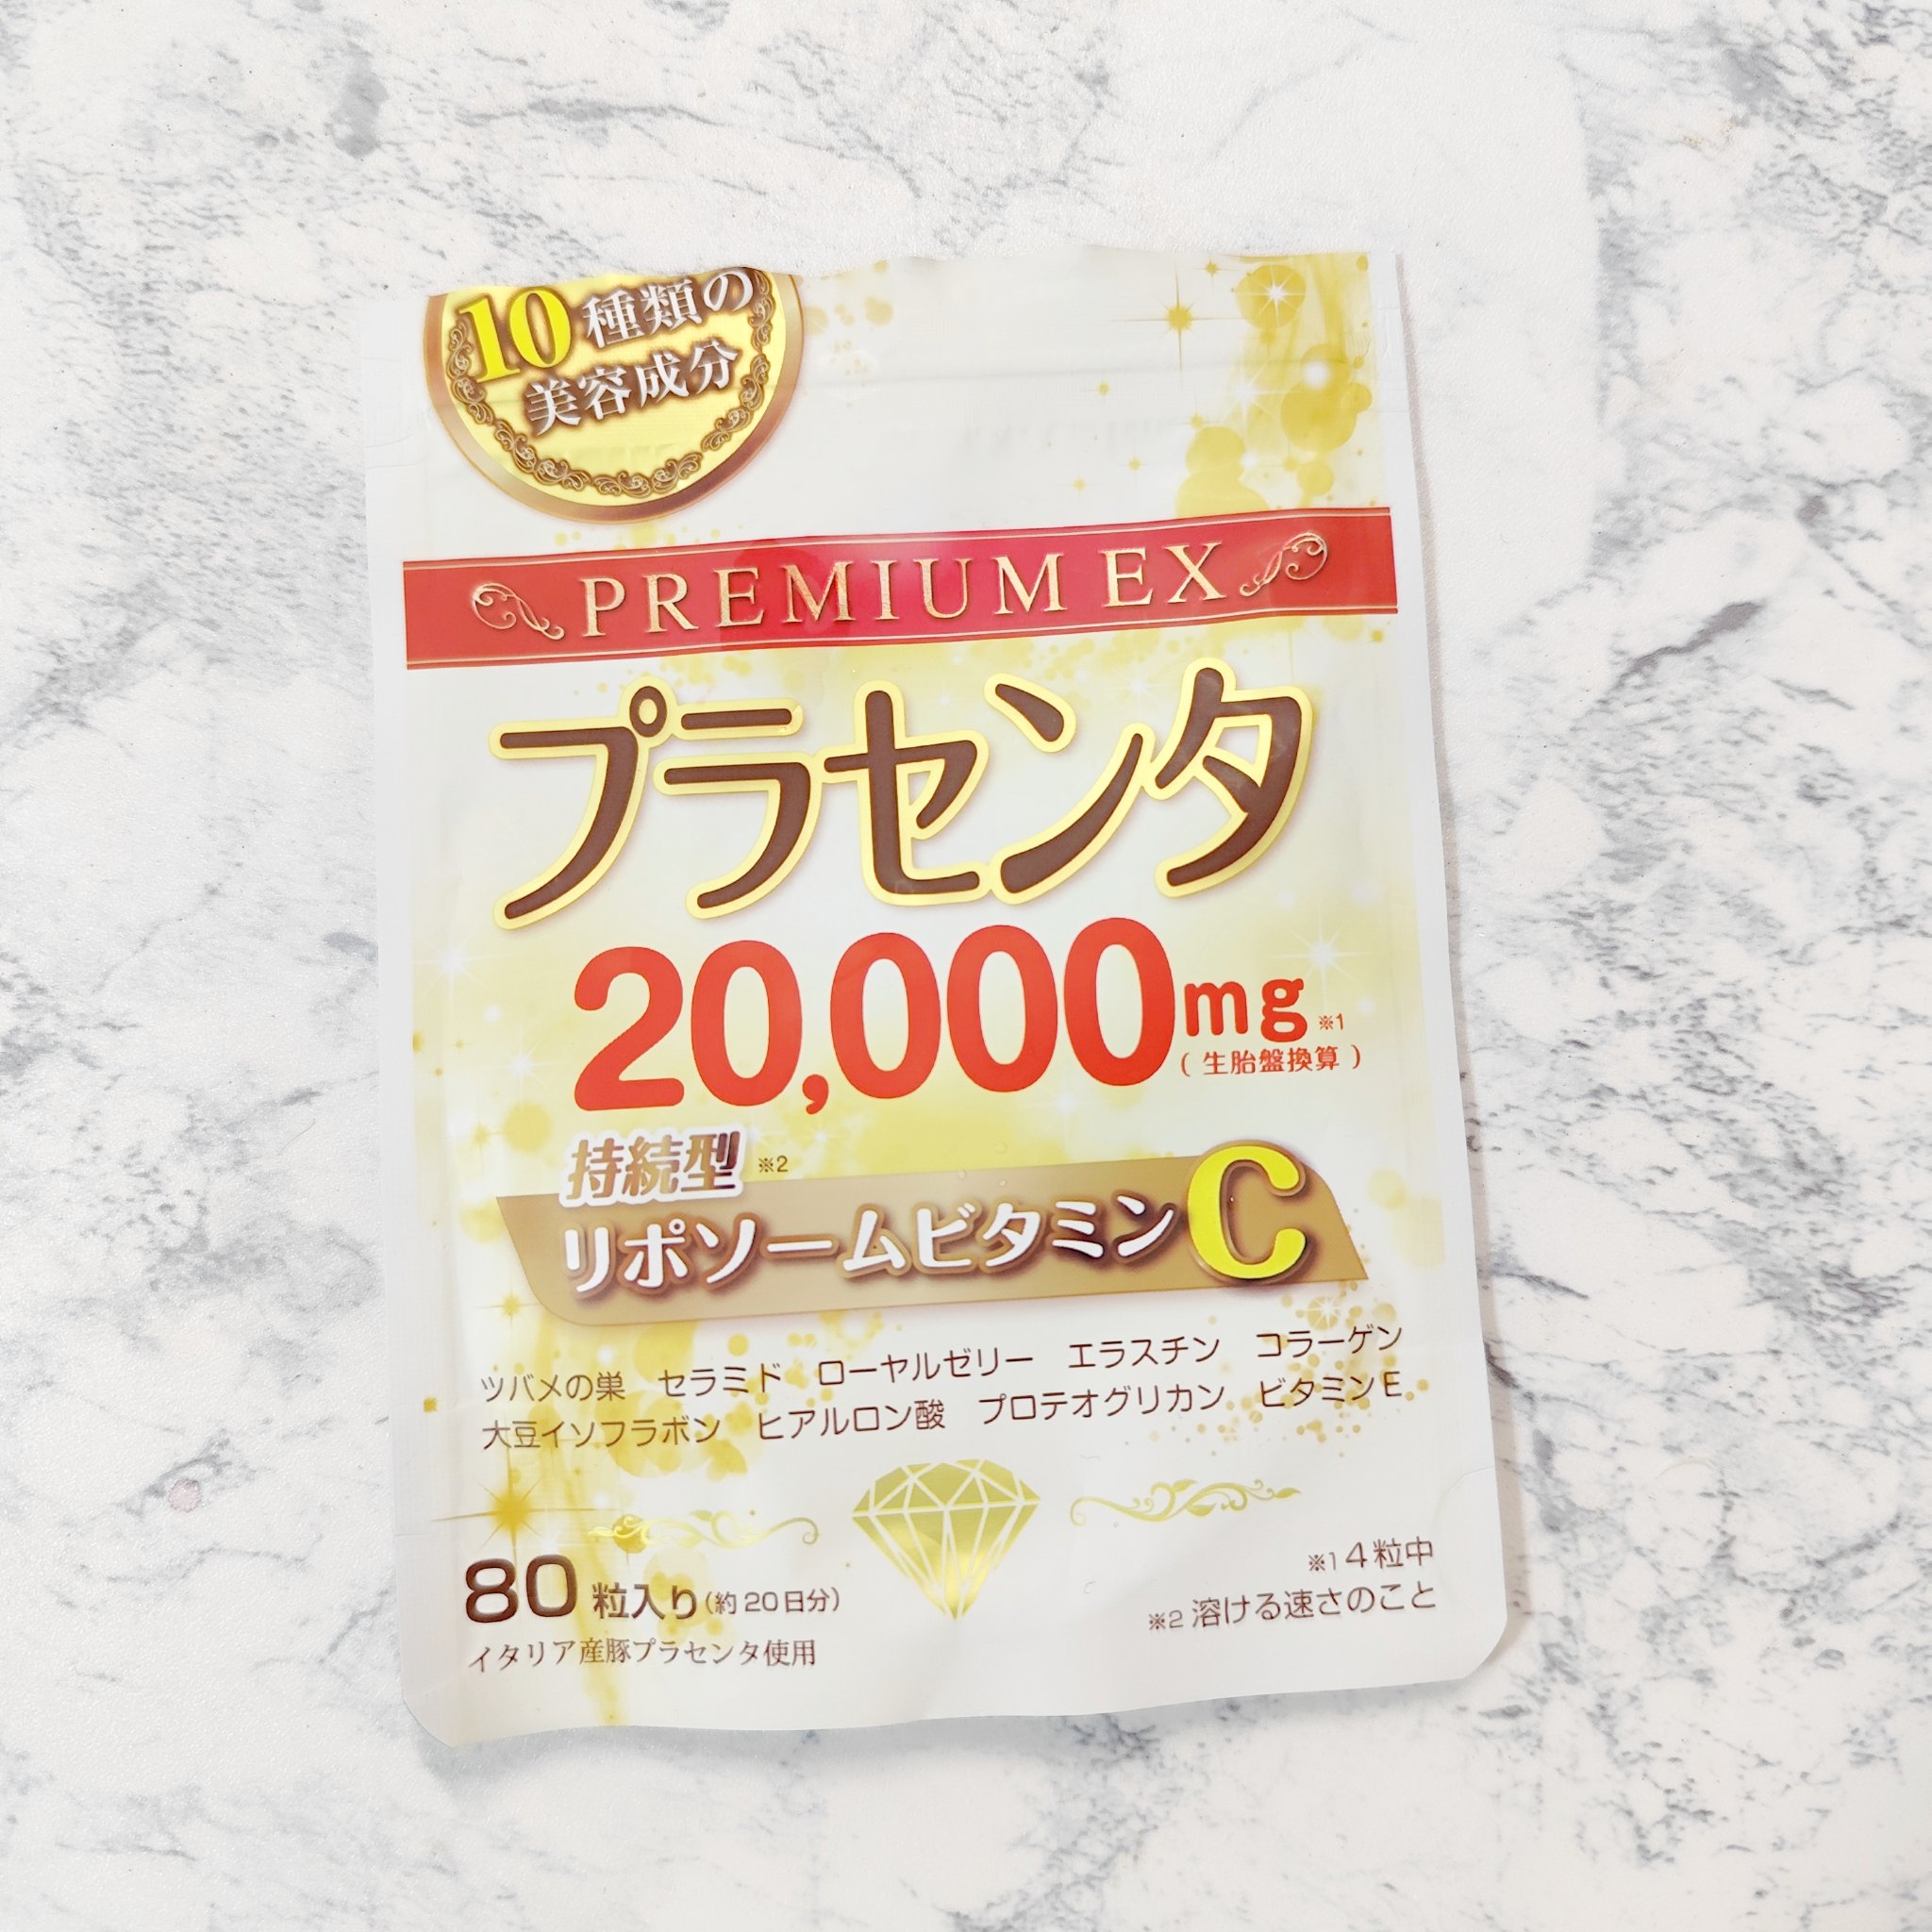 10種類の
美容成分
PREMIUM EX
プラセンタ
20,000mg ※1
(生胎盤換算)
持続型 ※2
リポソームビタミンC
ツバメの巣 セラミド ローヤルゼリー エラスチン コラーゲン
大豆イソフラボン ヒアルロン酸 プロテオグリカン ビタミンE
80粒入り(約20日分)
イタリア産豚プラセンタ使用
※1 4粒中
※2 溶ける速さのこと